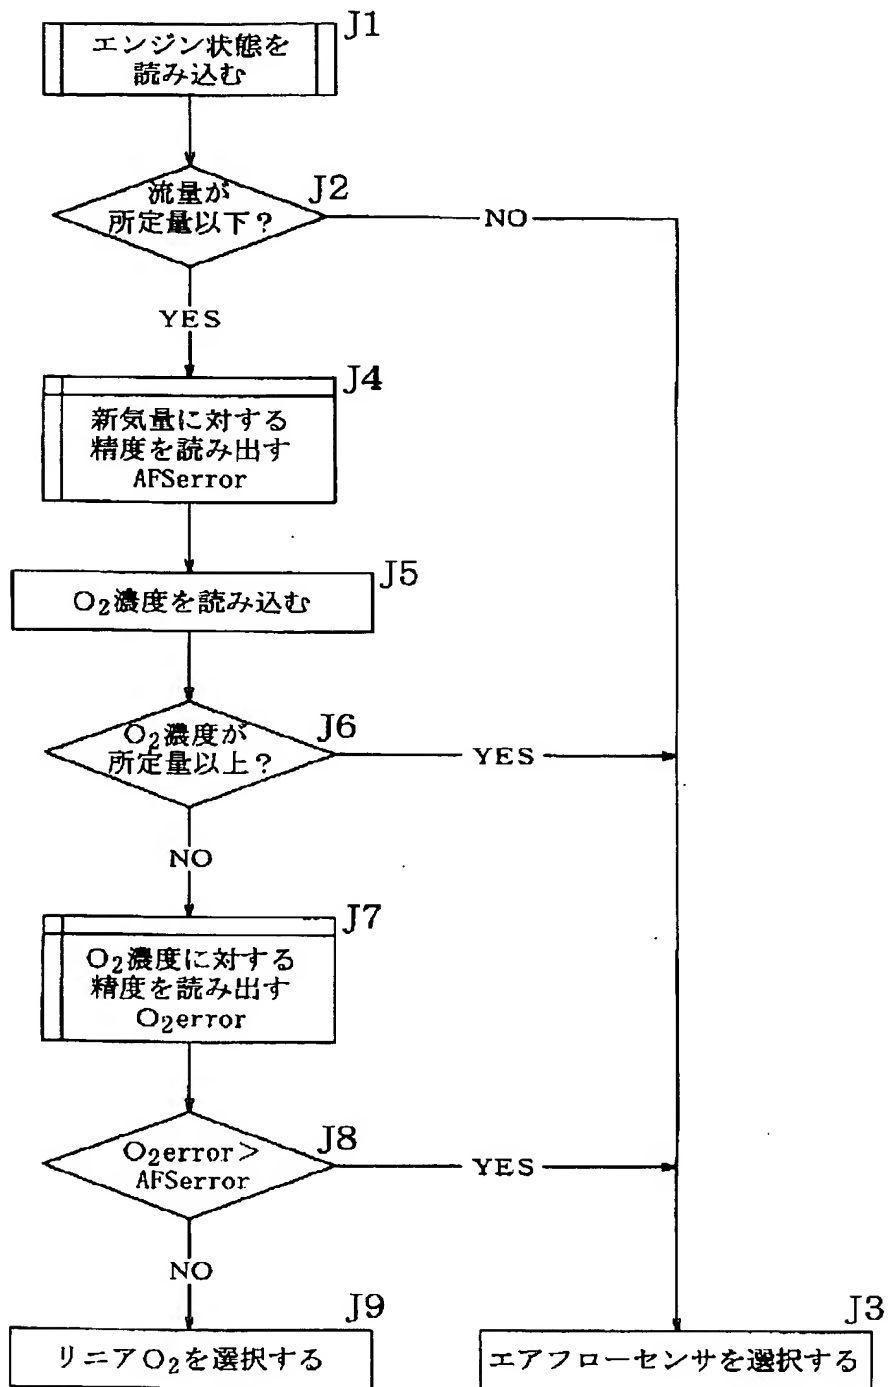 J1
エンジン状態を
読み込む
J2
流量が
所定量以下？
NO
YES
J4
新気量に対する
精度を読み出す
AFSerror
J5
O2濃度を読み込む
J6
O2濃度が
所定量以上？
YES
NO
J7
O2濃度に対する
精度を読み出す
O2error
J8
O2error＞
AFSerror
YES
NO
J9
リニアO2を選択する
J3
エアフローセンサを選択する